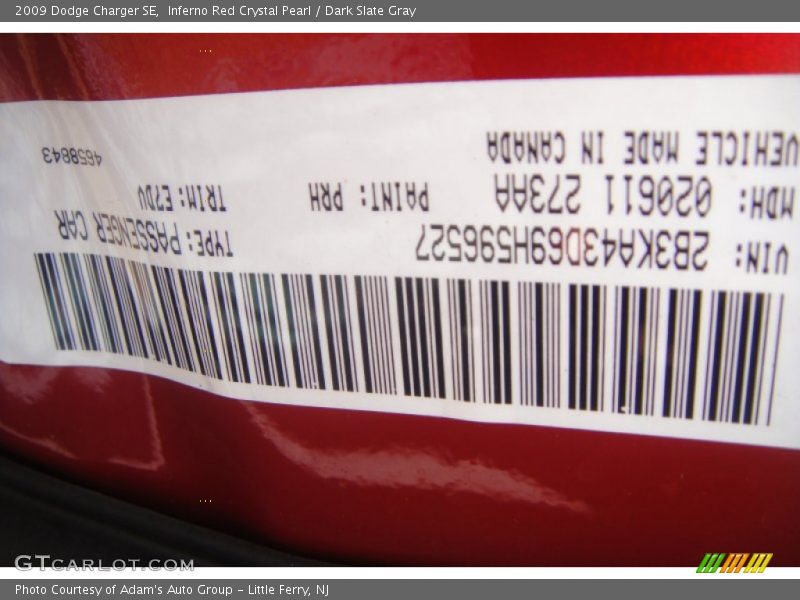 2009 Dodge Charger SE,  Inferno Red Crystal Pearl / Dark Slate Gray
VIN: 2B3KA43D69H596527 TYPE: PASSENGER CAR
MDH: 020611 273AA PAINT: PRH TRIM: E7DU
VEHICLE MADE IN CANADA 4658843
GTCARLOT.COM
Photo Courtesy of Adam's Auto Group - Little Ferry, NJ